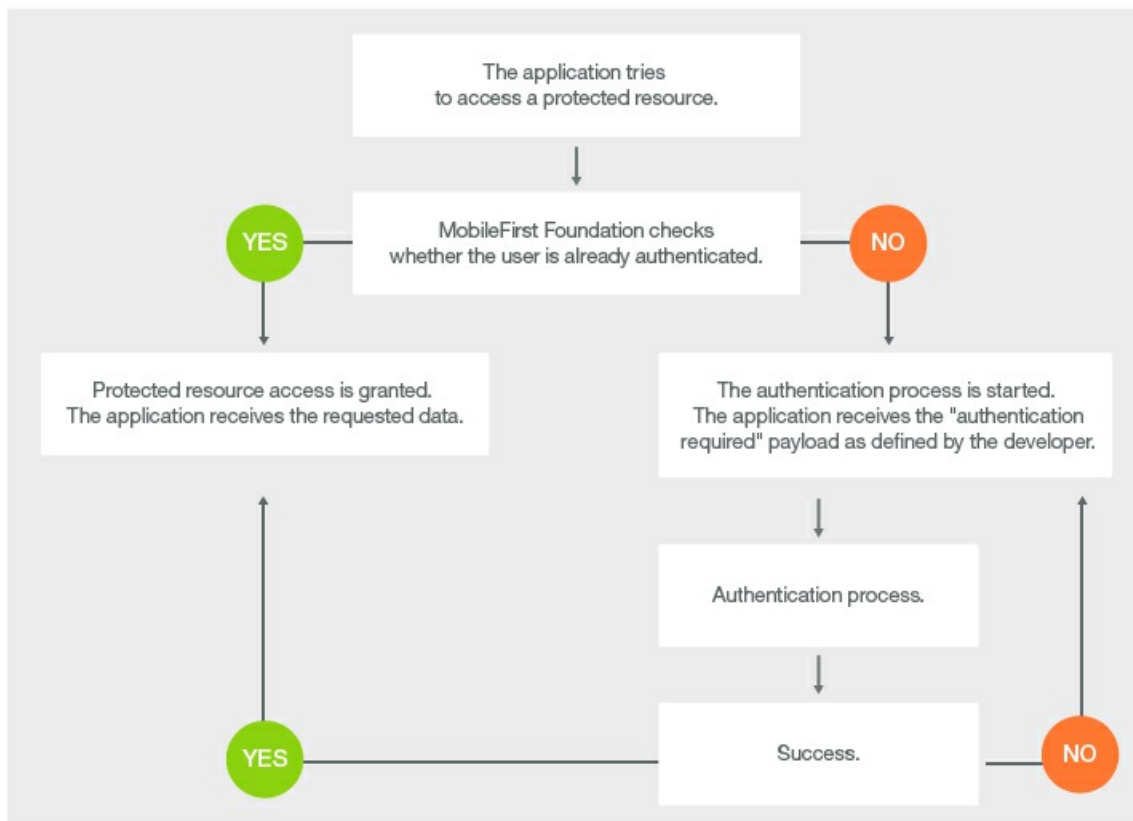 The application tries
to access a protected resource.
YES
MobileFirst Foundation checks
whether the user is already authenticated.
NO
Protected resource access is granted.
The application receives the requested data.
The authentication process is started.
The application receives the "authentication
required" payload as defined by the developer.
Authentication process.
YES
Success.
NO